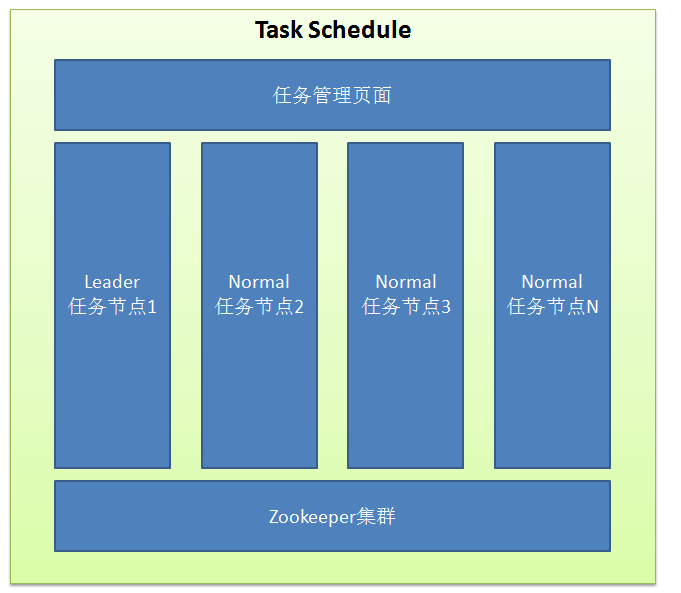 Task Schedule
任务管理页面
Leader
任务节点1
Normal
任务节点2
Normal
任务节点3
Normal
任务节点N
Zookeeper集群